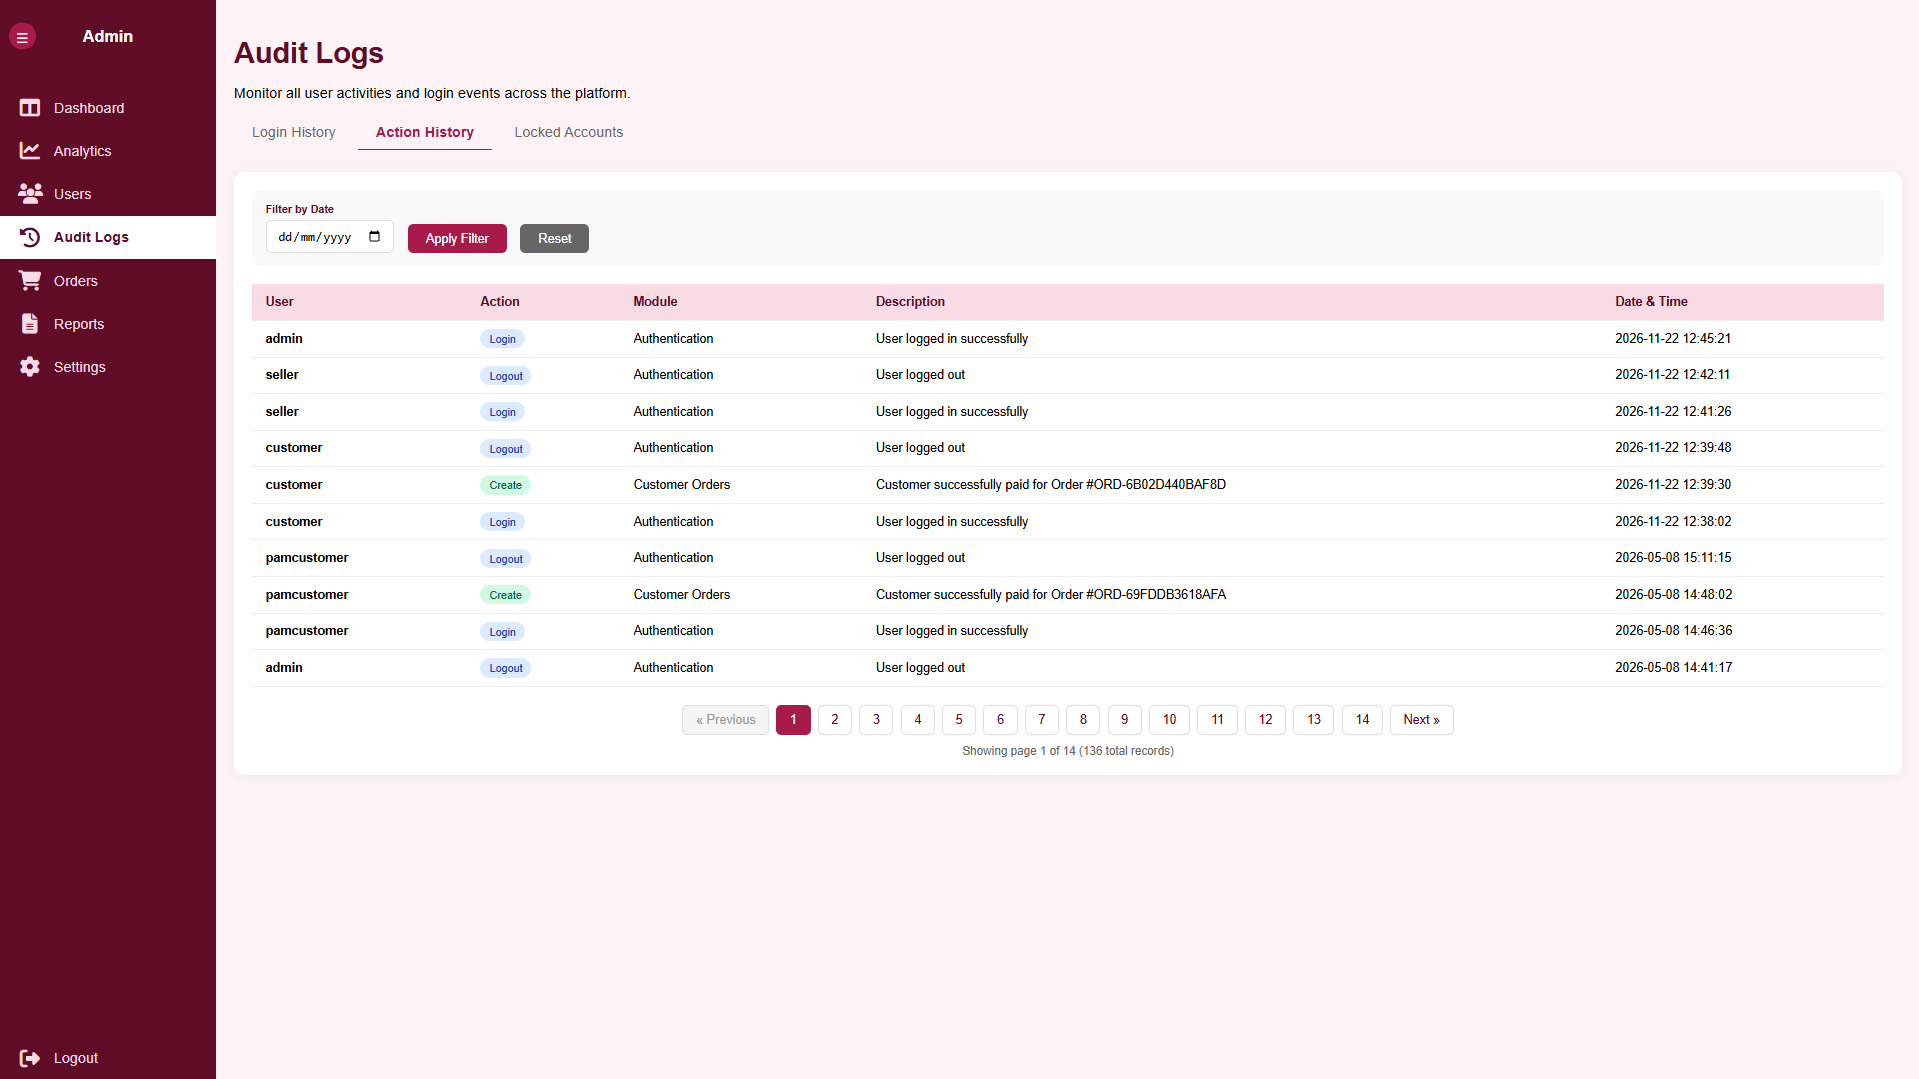 Admin
Dashboard
Analytics
Users
Audit Logs
Orders
Reports
Settings
Logout
Audit Logs
Monitor all user activities and login events across the platform.
Login History Action History Locked Accounts
Filter by Date
dd/mm/yyyy Apply Filter Reset
User Action Module Description Date & Time
admin Login Authentication User logged in successfully 2026-11-22 12:45:21
seller Logout Authentication User logged out 2026-11-22 12:42:11
seller Login Authentication User logged in successfully 2026-11-22 12:41:26
customer Logout Authentication User logged out 2026-11-22 12:39:48
customer Create Customer Orders Customer successfully paid for Order #ORD-6B02D440BAF8D 2026-11-22 12:39:30
customer Login Authentication User logged in successfully 2026-11-22 12:38:02
pamcustomer Logout Authentication User logged out 2026-05-08 15:11:15
pamcustomer Create Customer Orders Customer successfully paid for Order #ORD-69FDDB3618AFA 2026-05-08 14:48:02
pamcustomer Login Authentication User logged in successfully 2026-05-08 14:46:36
admin Logout Authentication User logged out 2026-05-08 14:41:17
« Previous 1 2 3 4 5 6 7 8 9 10 11 12 13 14 Next »
Showing page 1 of 14 (136 total records)